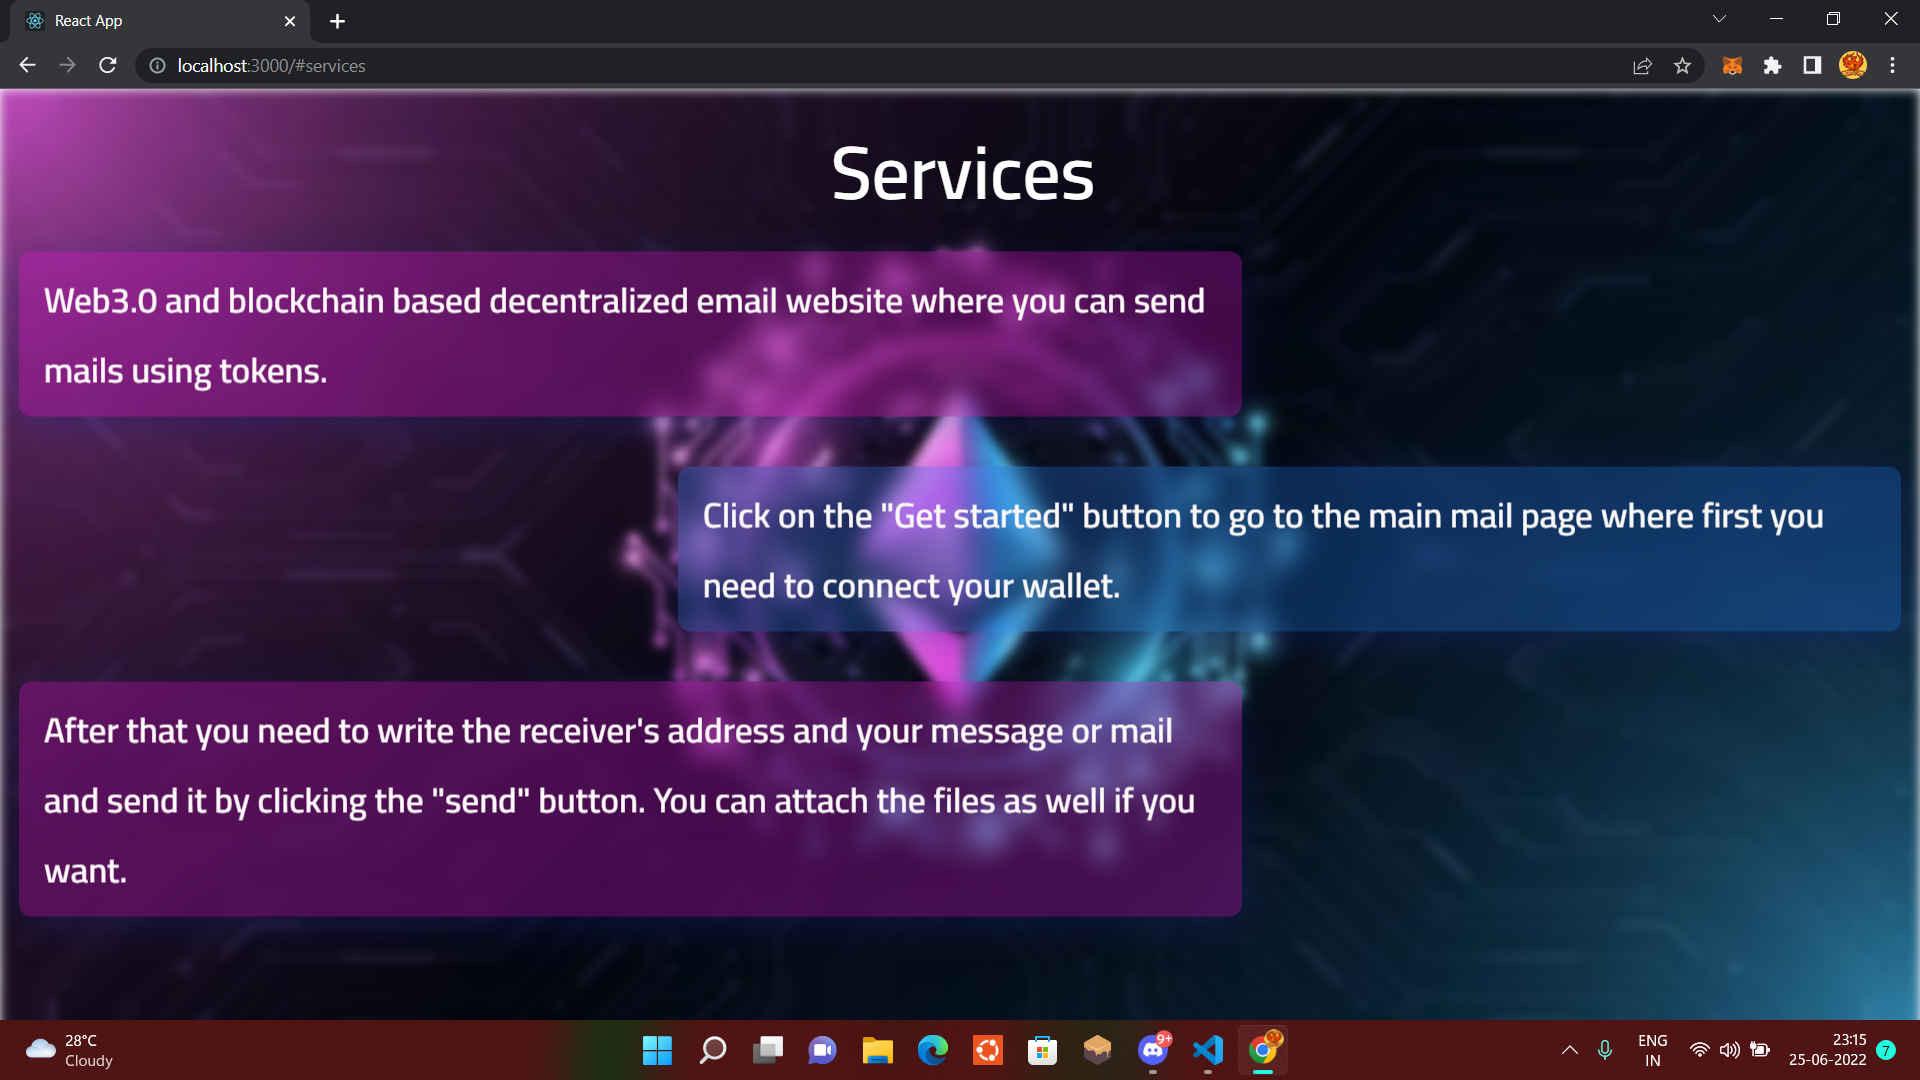 React App
localhost:3000/#services
Services
Web3.0 and blockchain based decentralized email website where you can send
mails using tokens.
Click on the "Get started" button to go to the main mail page where first you
need to connect your wallet.
After that you need to write the receiver's address and your message or mail
and send it by clicking the "send" button. You can attach the files as well if you
want.
28°C
Cloudy
9+
ENG
IN
23:15
25-06-2022
7